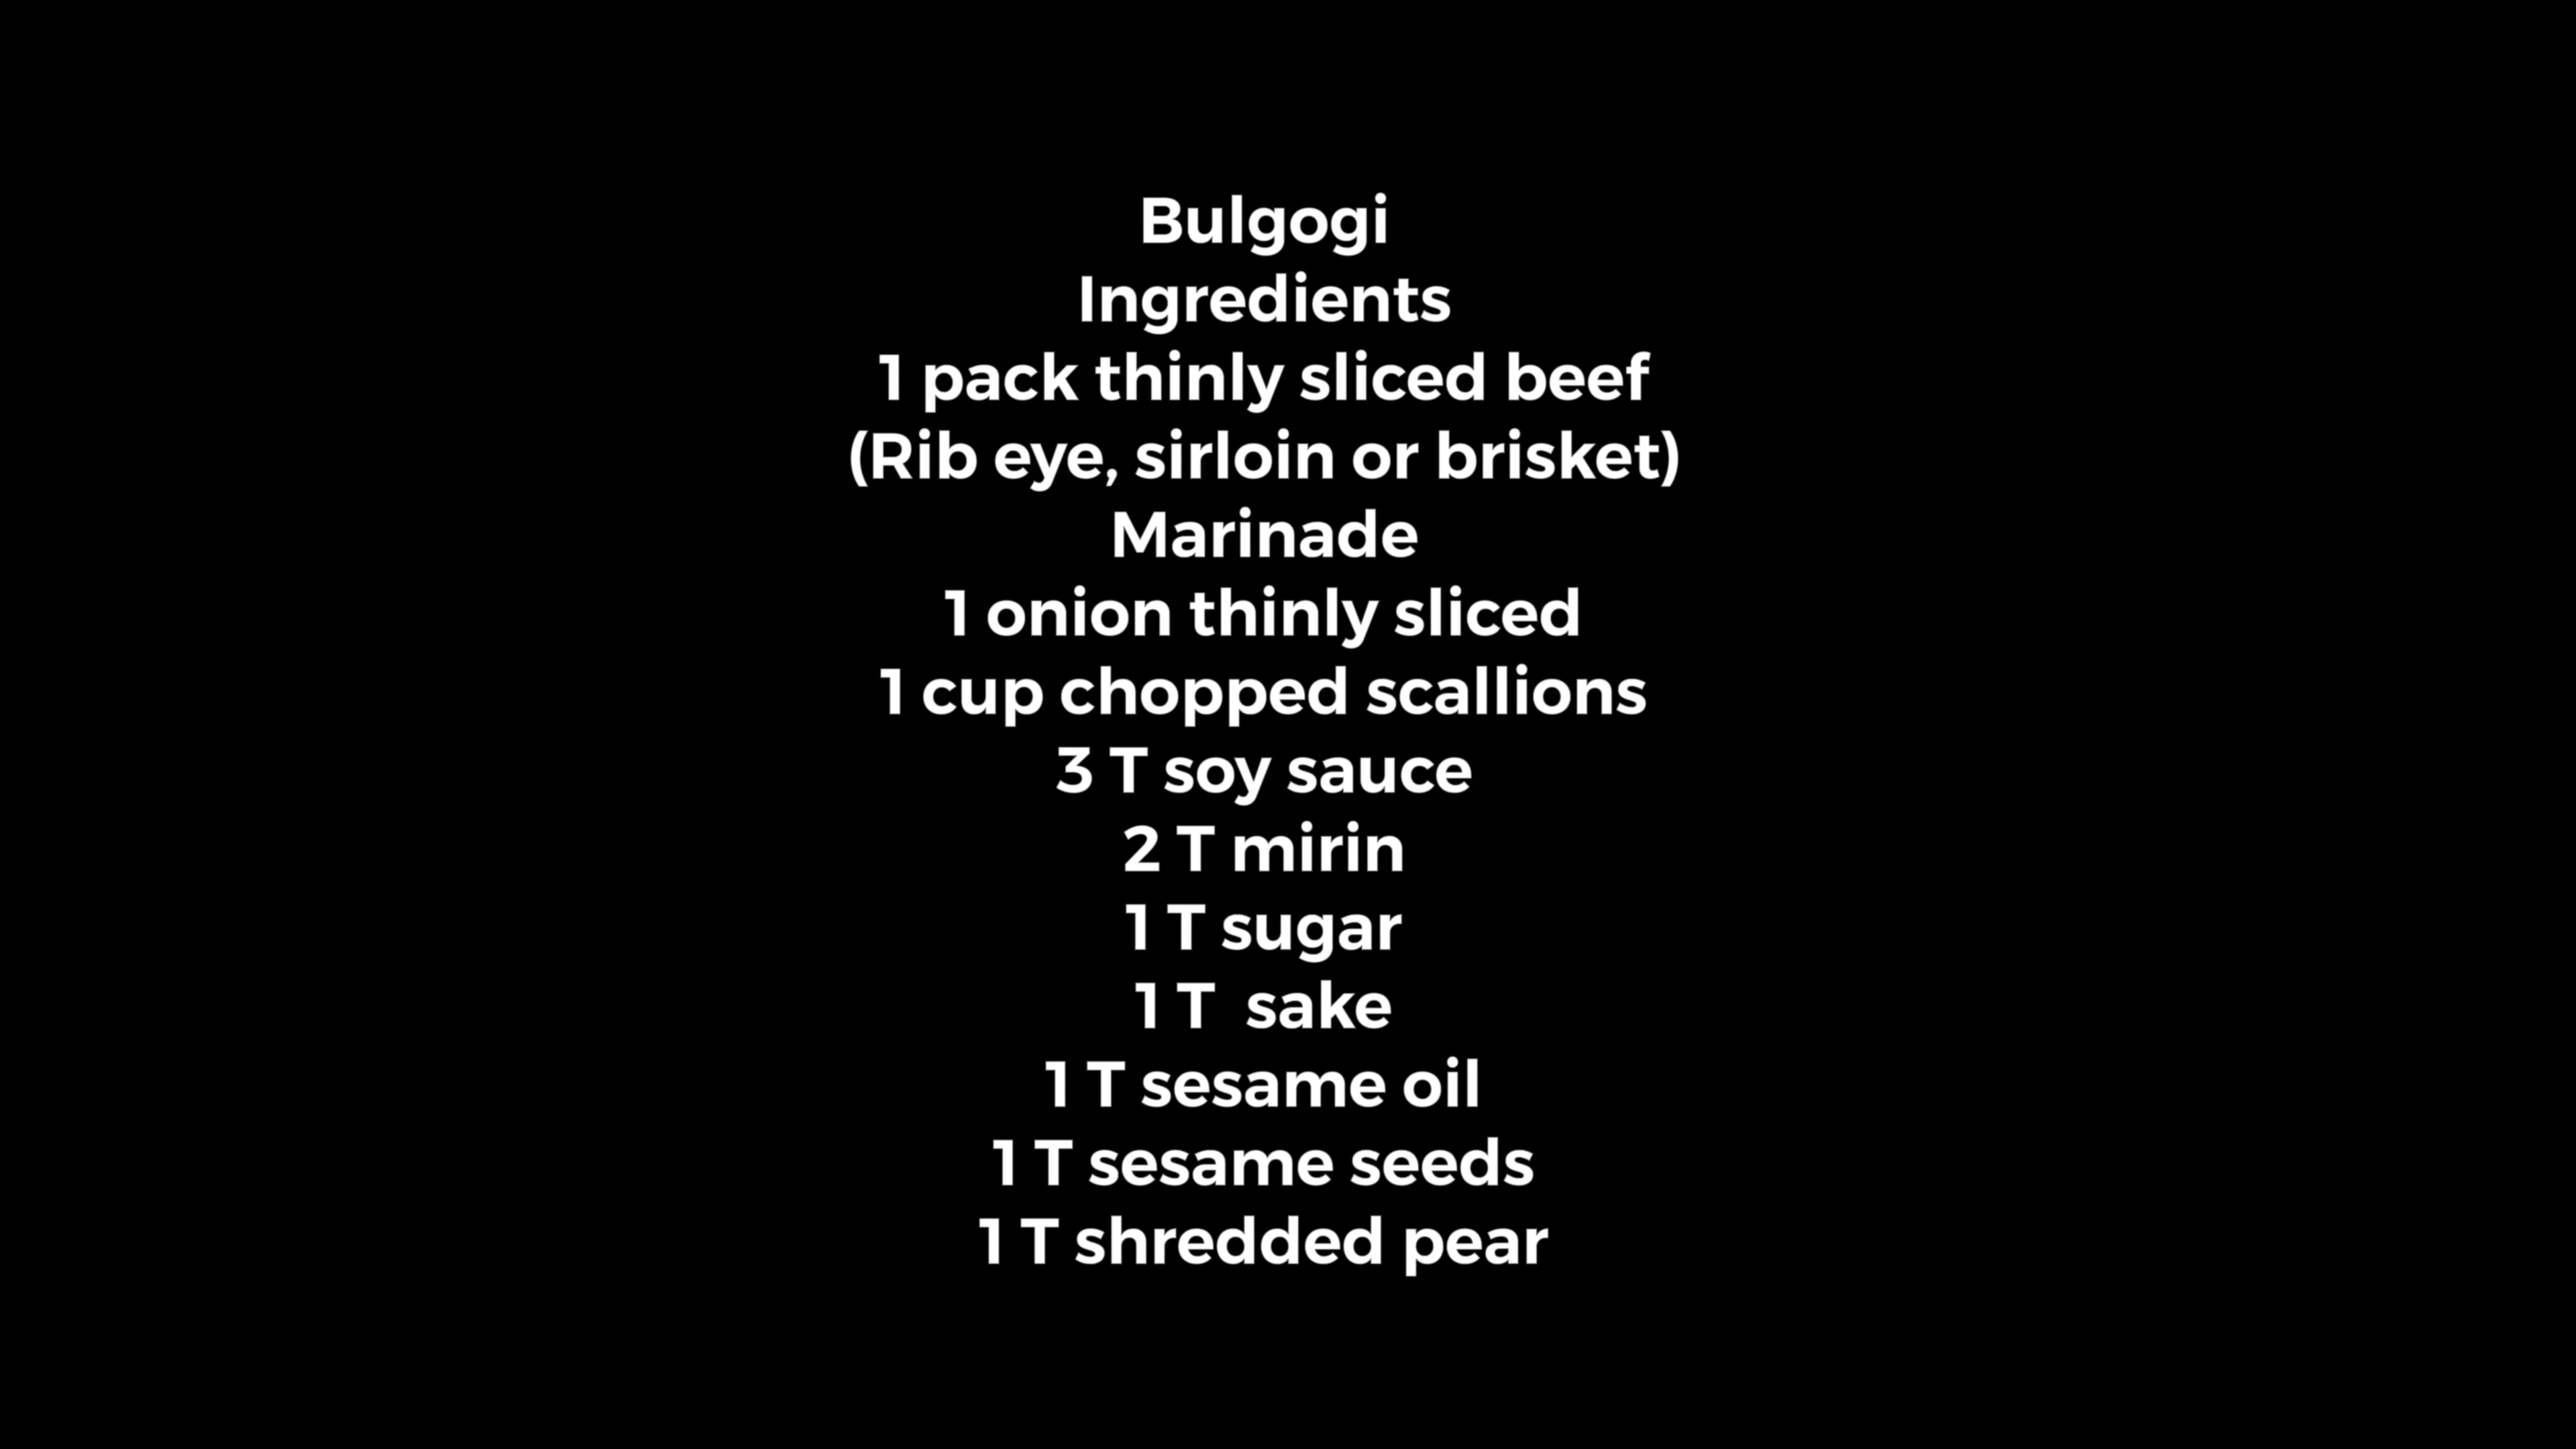 Bulgogi
Ingredients
1 pack thinly sliced beef
(Rib eye, sirloin or brisket)
Marinade
1 onion thinly sliced
1 cup chopped scallions
3 T soy sauce
2 T mirin
1 T sugar
1 T  sake
1 T sesame oil
1 T sesame seeds
1 T shredded pear